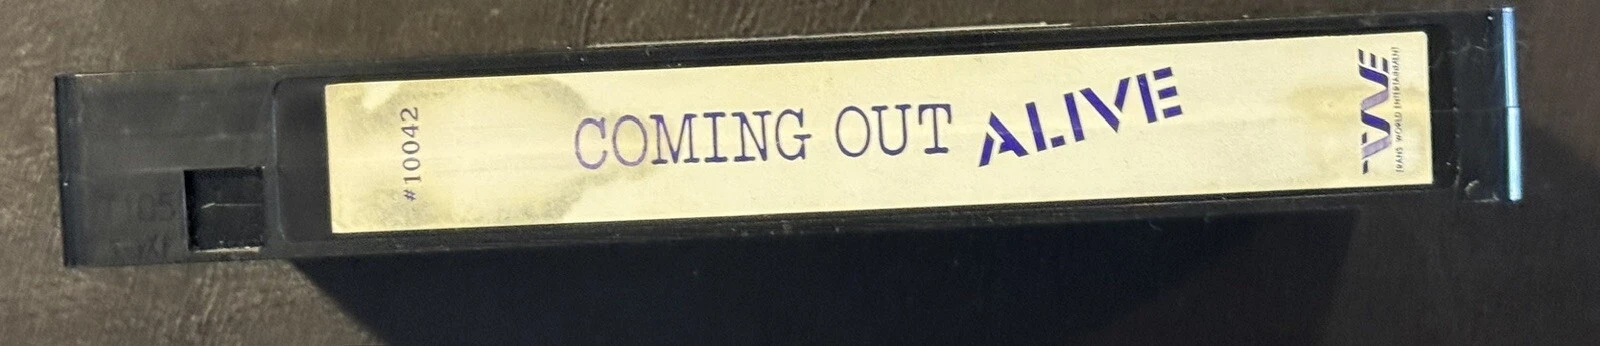 #10042
COMING OUT ALIVE
TWE
TRANS WORLD ENTERTAINMENT